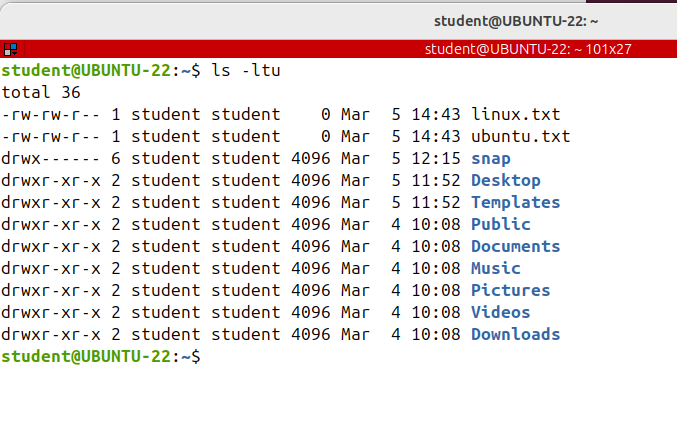 student@UBUNTU-22: ~
student@UBUNTU-22: ~ 101x27
student@UBUNTU-22:~$ ls -ltu
total 36
-rw-rw-r-- 1 student student    0 Mar  5 14:43 linux.txt
-rw-rw-r-- 1 student student    0 Mar  5 14:43 ubuntu.txt
drwx------ 6 student student 4096 Mar  5 12:15 snap
drwxr-xr-x 2 student student 4096 Mar  5 11:52 Desktop
drwxr-xr-x 2 student student 4096 Mar  5 11:52 Templates
drwxr-xr-x 2 student student 4096 Mar  4 10:08 Public
drwxr-xr-x 2 student student 4096 Mar  4 10:08 Documents
drwxr-xr-x 2 student student 4096 Mar  4 10:08 Music
drwxr-xr-x 2 student student 4096 Mar  4 10:08 Pictures
drwxr-xr-x 2 student student 4096 Mar  4 10:08 Videos
drwxr-xr-x 2 student student 4096 Mar  4 10:08 Downloads
student@UBUNTU-22:~$